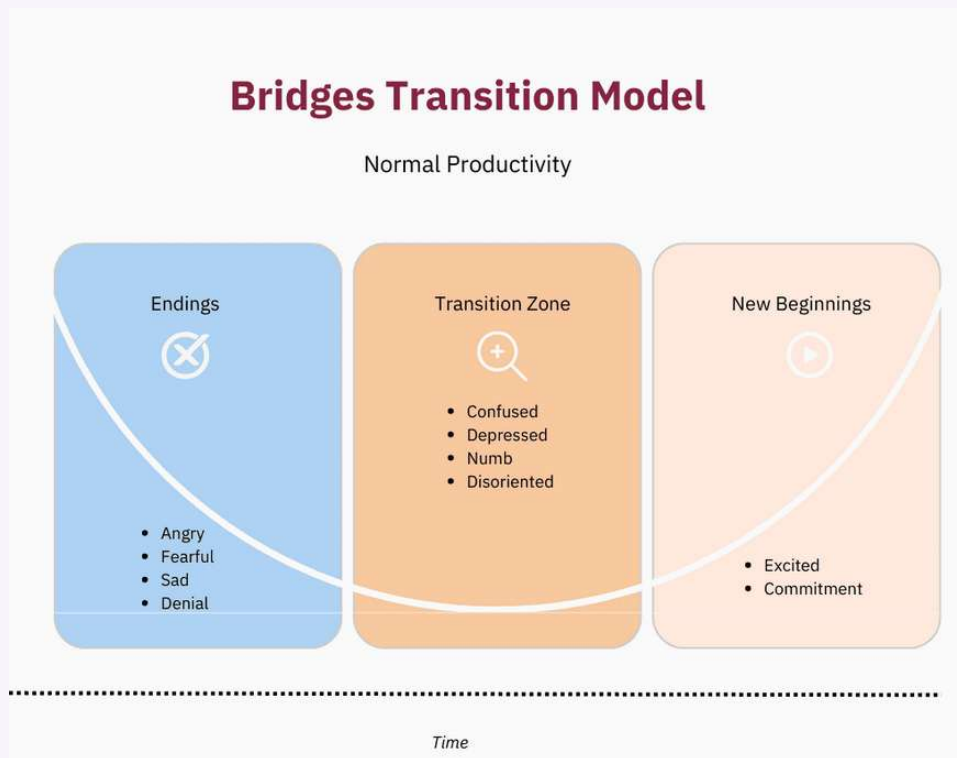 Bridges Transition Model
Normal Productivity
Endings
Angry
Fearful
Sad
Denial
Transition Zone
Confused
Depressed
Numb
Disoriented
New Beginnings
Excited
Commitment
Time